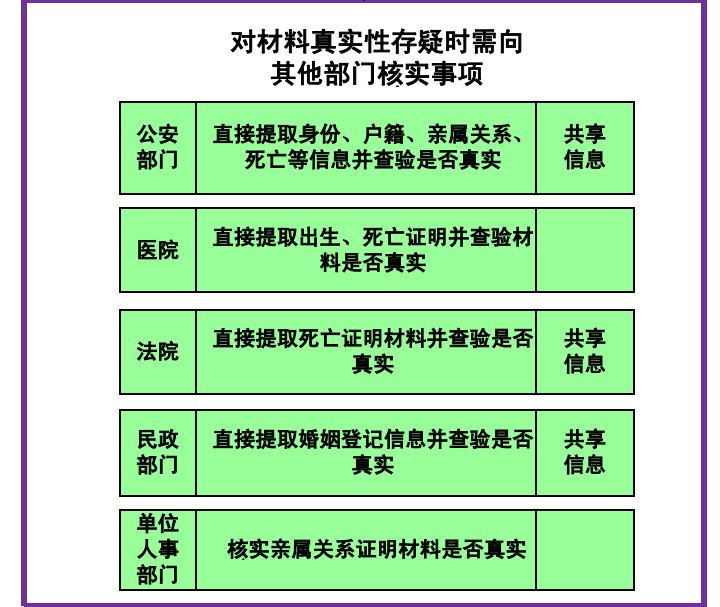 对材料真实性存疑时需向
其他部门核实事项
公安
部门
直接提取身份、户籍、亲属关系、
死亡等信息并查验是否真实
共享
信息
医院
直接提取出生、死亡证明并查验材
料是否真实
法院
直接提取死亡证明材料并查验是否
真实
共享
信息
民政
部门
直接提取婚姻登记信息并查验是否
真实
共享
信息
单位
人事
部门
核实亲属关系证明材料是否真实